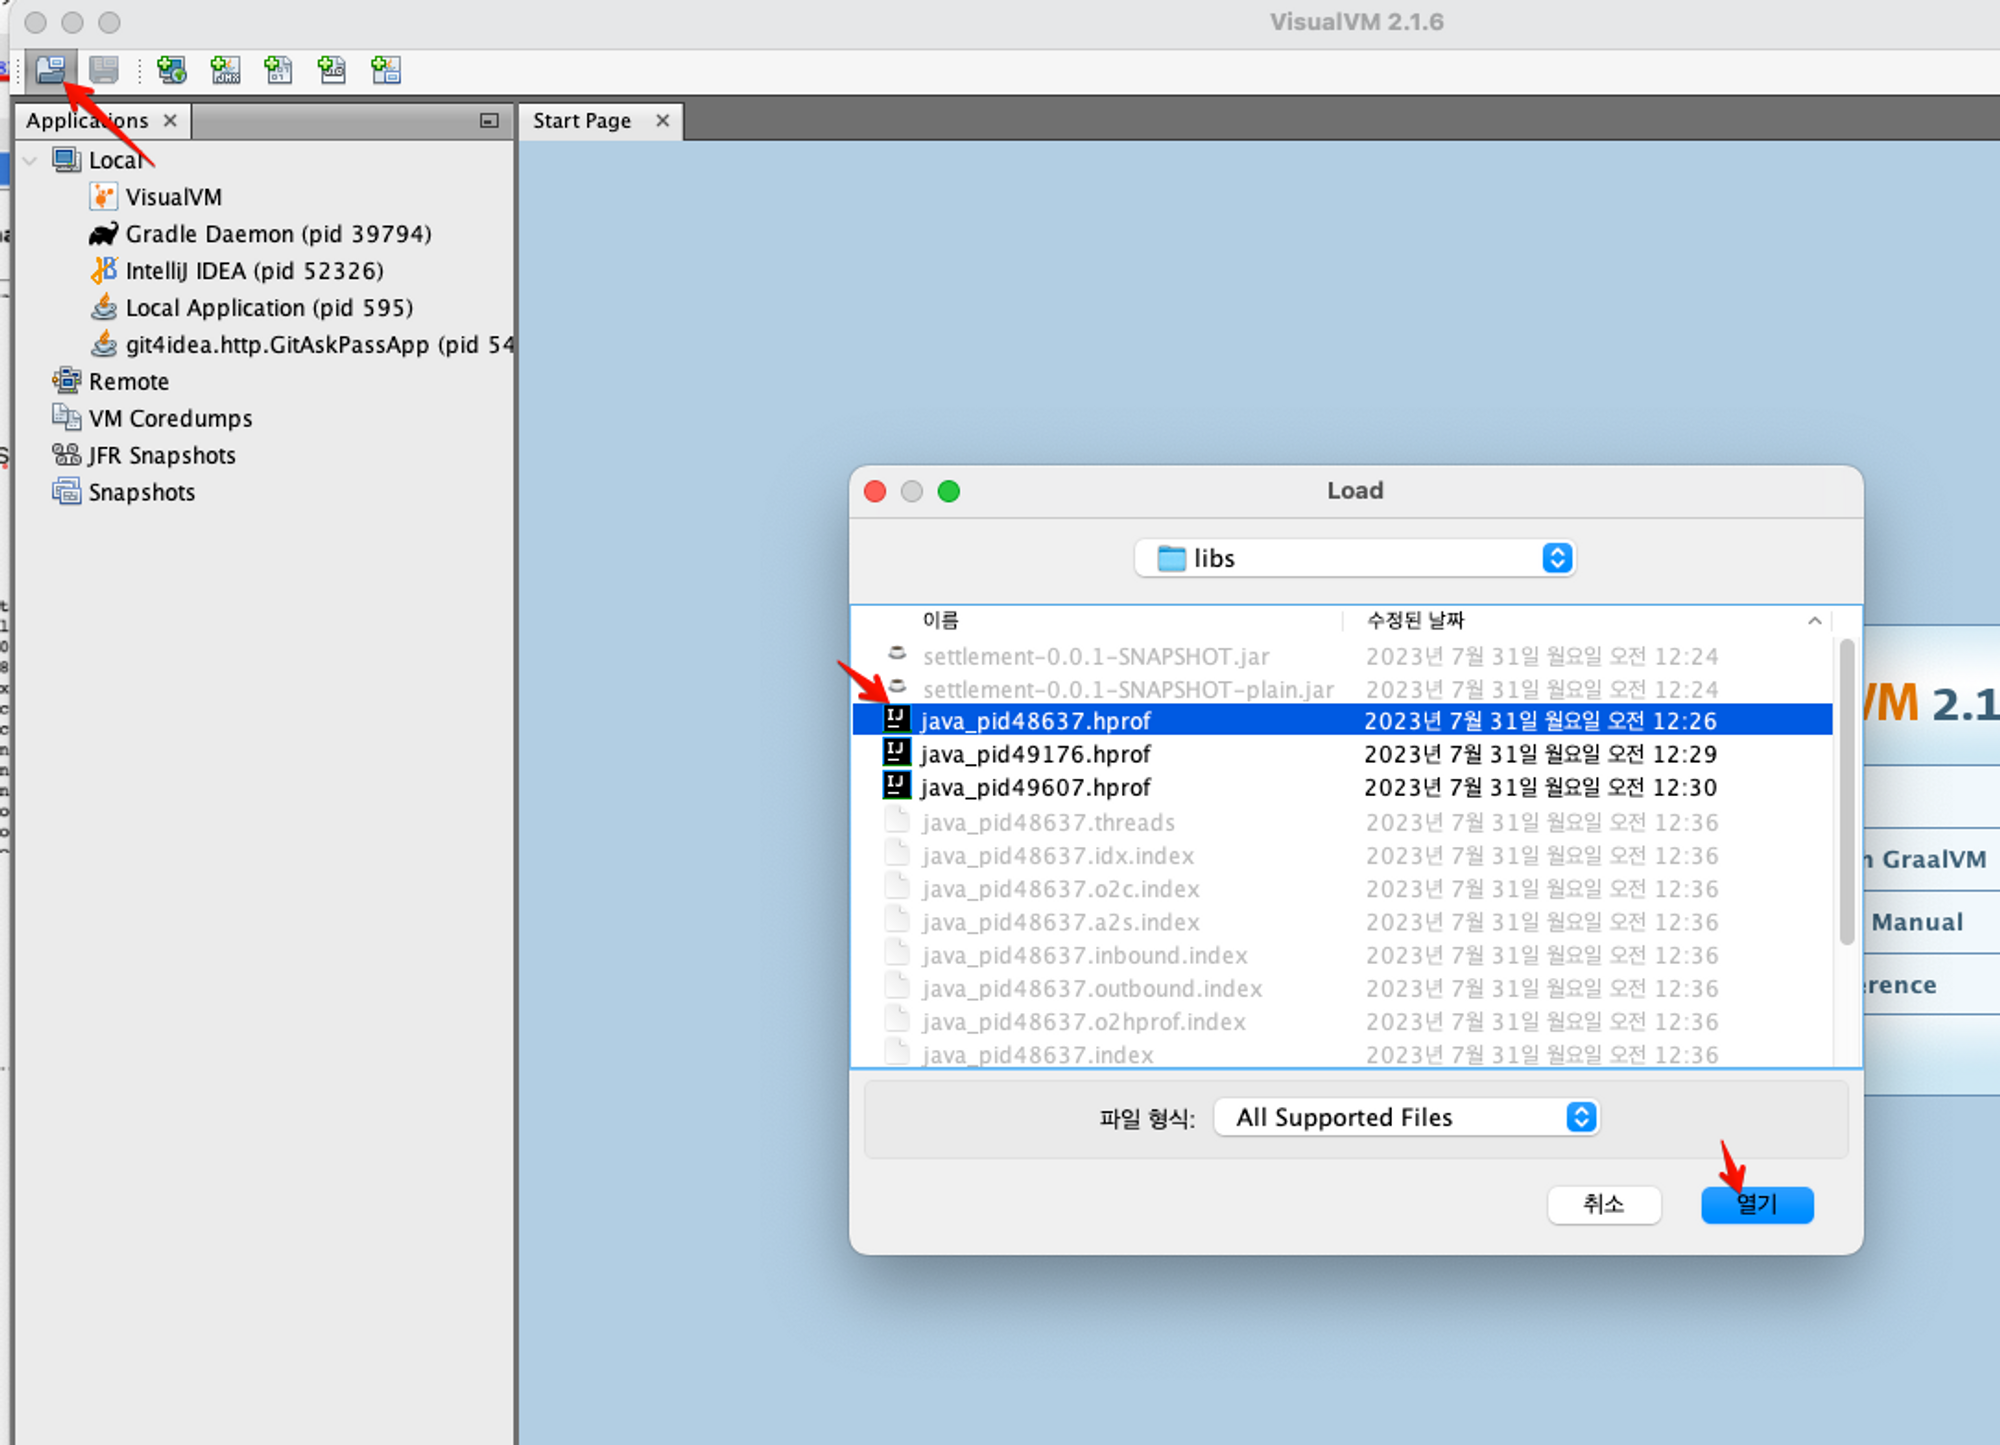 VisualVM 2.1.6
Applications
Start Page
Local
VisualVM
Gradle Daemon (pid 39794)
IntelliJ IDEA (pid 52326)
Local Application (pid 595)
git4idea.http.GitAskPassApp (pid 54
Remote
VM Coredumps
JFR Snapshots
Snapshots
Load
libs
이름 수정된 날짜
settlement-0.0.1-SNAPSHOT.jar 2023년 7월 31일 월요일 오전 12:24
settlement-0.0.1-SNAPSHOT-plain.jar 2023년 7월 31일 월요일 오전 12:24
java_pid48637.hprof 2023년 7월 31일 월요일 오전 12:26
java_pid49176.hprof 2023년 7월 31일 월요일 오전 12:29
java_pid49607.hprof 2023년 7월 31일 월요일 오전 12:30
java_pid48637.threads 2023년 7월 31일 월요일 오전 12:36
java_pid48637.idx.index 2023년 7월 31일 월요일 오전 12:36
java_pid48637.o2c.index 2023년 7월 31일 월요일 오전 12:36
java_pid48637.a2s.index 2023년 7월 31일 월요일 오전 12:36
java_pid48637.inbound.index 2023년 7월 31일 월요일 오전 12:36
java_pid48637.outbound.index 2023년 7월 31일 월요일 오전 12:36
java_pid48637.o2hprof.index 2023년 7월 31일 월요일 오전 12:36
java_pid48637.index 2023년 7월 31일 월요일 오전 12:36
파일 형식: All Supported Files
취소 열기
VM 2.1
n GraalVM
Manual
erence